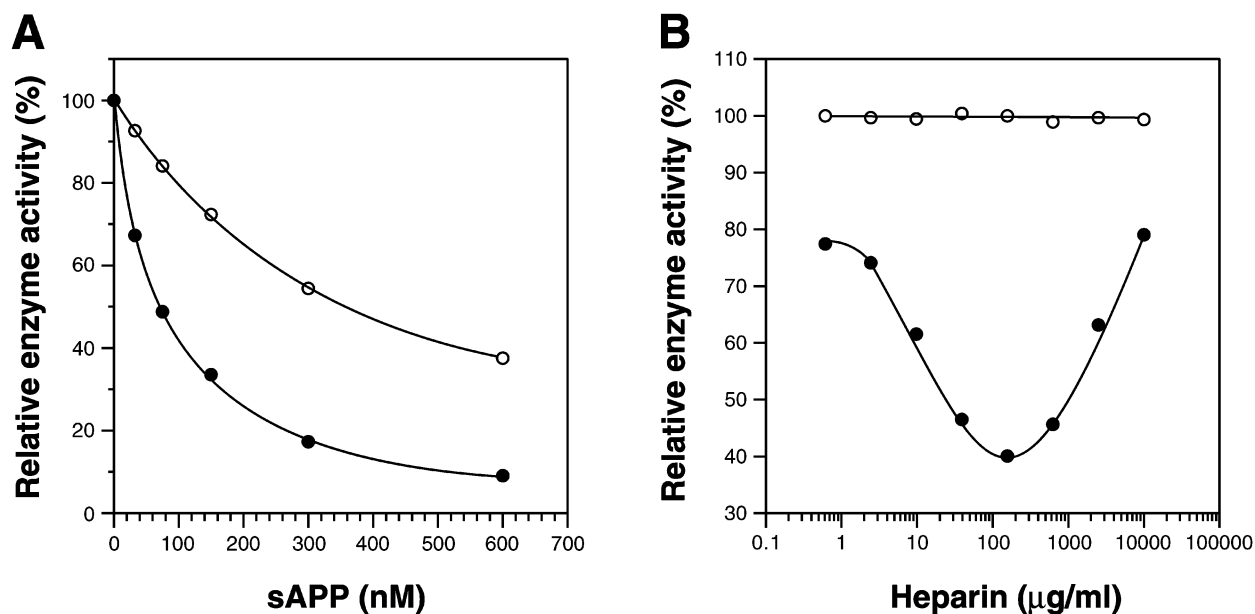 A
Relative enzyme activity (%)
100
80
60
40
20
0
0 100 200 300 400 500 600 700
sAPP (nM)
B
Relative enzyme activity (%)
110
100
90
80
70
60
50
40
30
0.1 1 10 100 1000 10000 100000
Heparin (μg/ml)